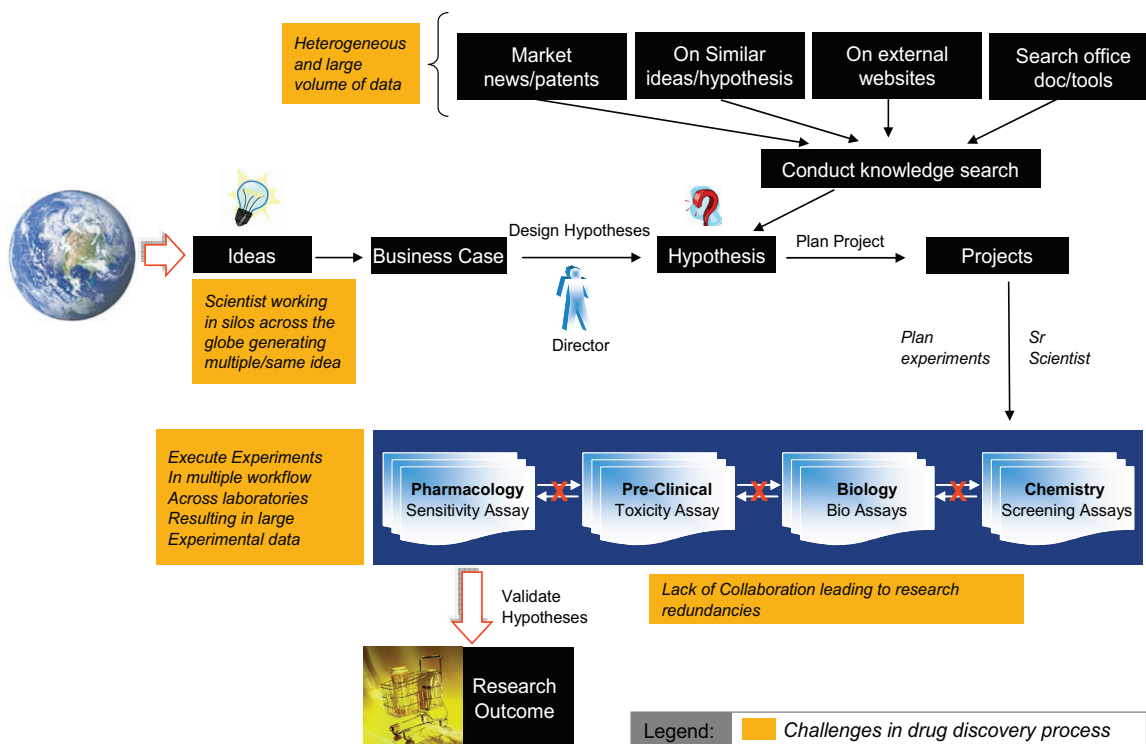 Heterogeneous
and large
volume of data
Market
news/patents
On Similar
ideas/hypothesis
On external
websites
Search office
doc/tools
Conduct knowledge search
Ideas
Business Case
Design Hypotheses
Director
Hypothesis
Plan Project
Projects
Scientist working
in silos across the
globe generating
multiple/same idea
Plan
experiments
Sr
Scientist
Execute Experiments
In multiple workflow
Across laboratories
Resulting in large
Experimental data
Pharmacology
Sensitivity Assay
X
Pre-Clinical
Toxicity Assay
X
Biology
Bio Assays
X
Chemistry
Screening Assays
Lack of Collaboration leading to research
redundancies
Validate
Hypotheses
Research
Outcome
Legend:
Challenges in drug discovery process